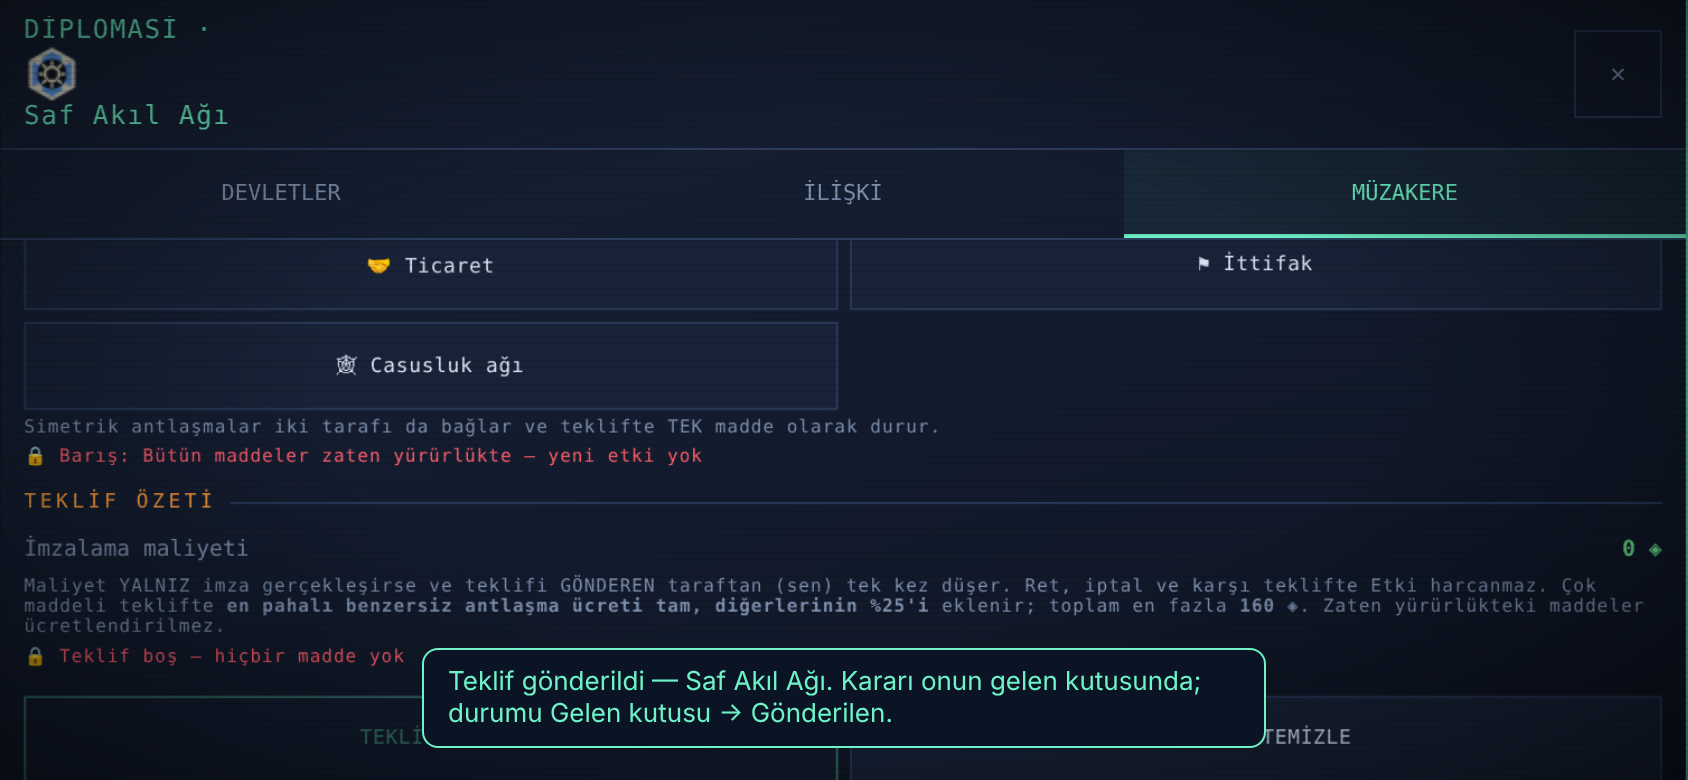 DİPLOMASİ ·
Saf Akıl Ağı
×
DEVLETLER
İLİŞKİ
MÜZAKERE
🤝 Ticaret
⚑ İttifak
🕸 Casusluk ağı
Simetrik antlaşmalar iki tarafı da bağlar ve teklifte TEK madde olarak durur.
🔒 Barış: Bütün maddeler zaten yürürlükte — yeni etki yok
TEKLİF ÖZETİ
İmzalama maliyeti
0 ◈
Maliyet YALNIZ imza gerçekleşirse ve teklifi GÖNDEREN taraftan (sen) tek kez düşer. Ret, iptal ve karşı teklifte Etki harcanmaz. Çok
maddeli teklifte en pahalı benzersiz antlaşma ücreti tam, diğerlerinin %25'i eklenir; toplam en fazla 160 ◈. Zaten yürürlükteki maddeler
ücretlendirilmez.
🔒 Teklif boş — hiçbir madde yok
Teklif gönderildi — Saf Akıl Ağı. Kararı onun gelen kutusunda;
durumu Gelen kutusu → Gönderilen.
TEKLİ
TEMİZLE